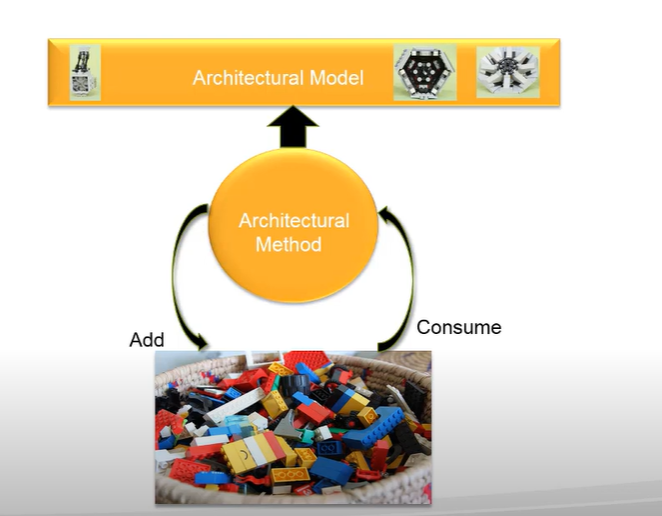 Architectural Model
Architectural
Method
Add
Consume